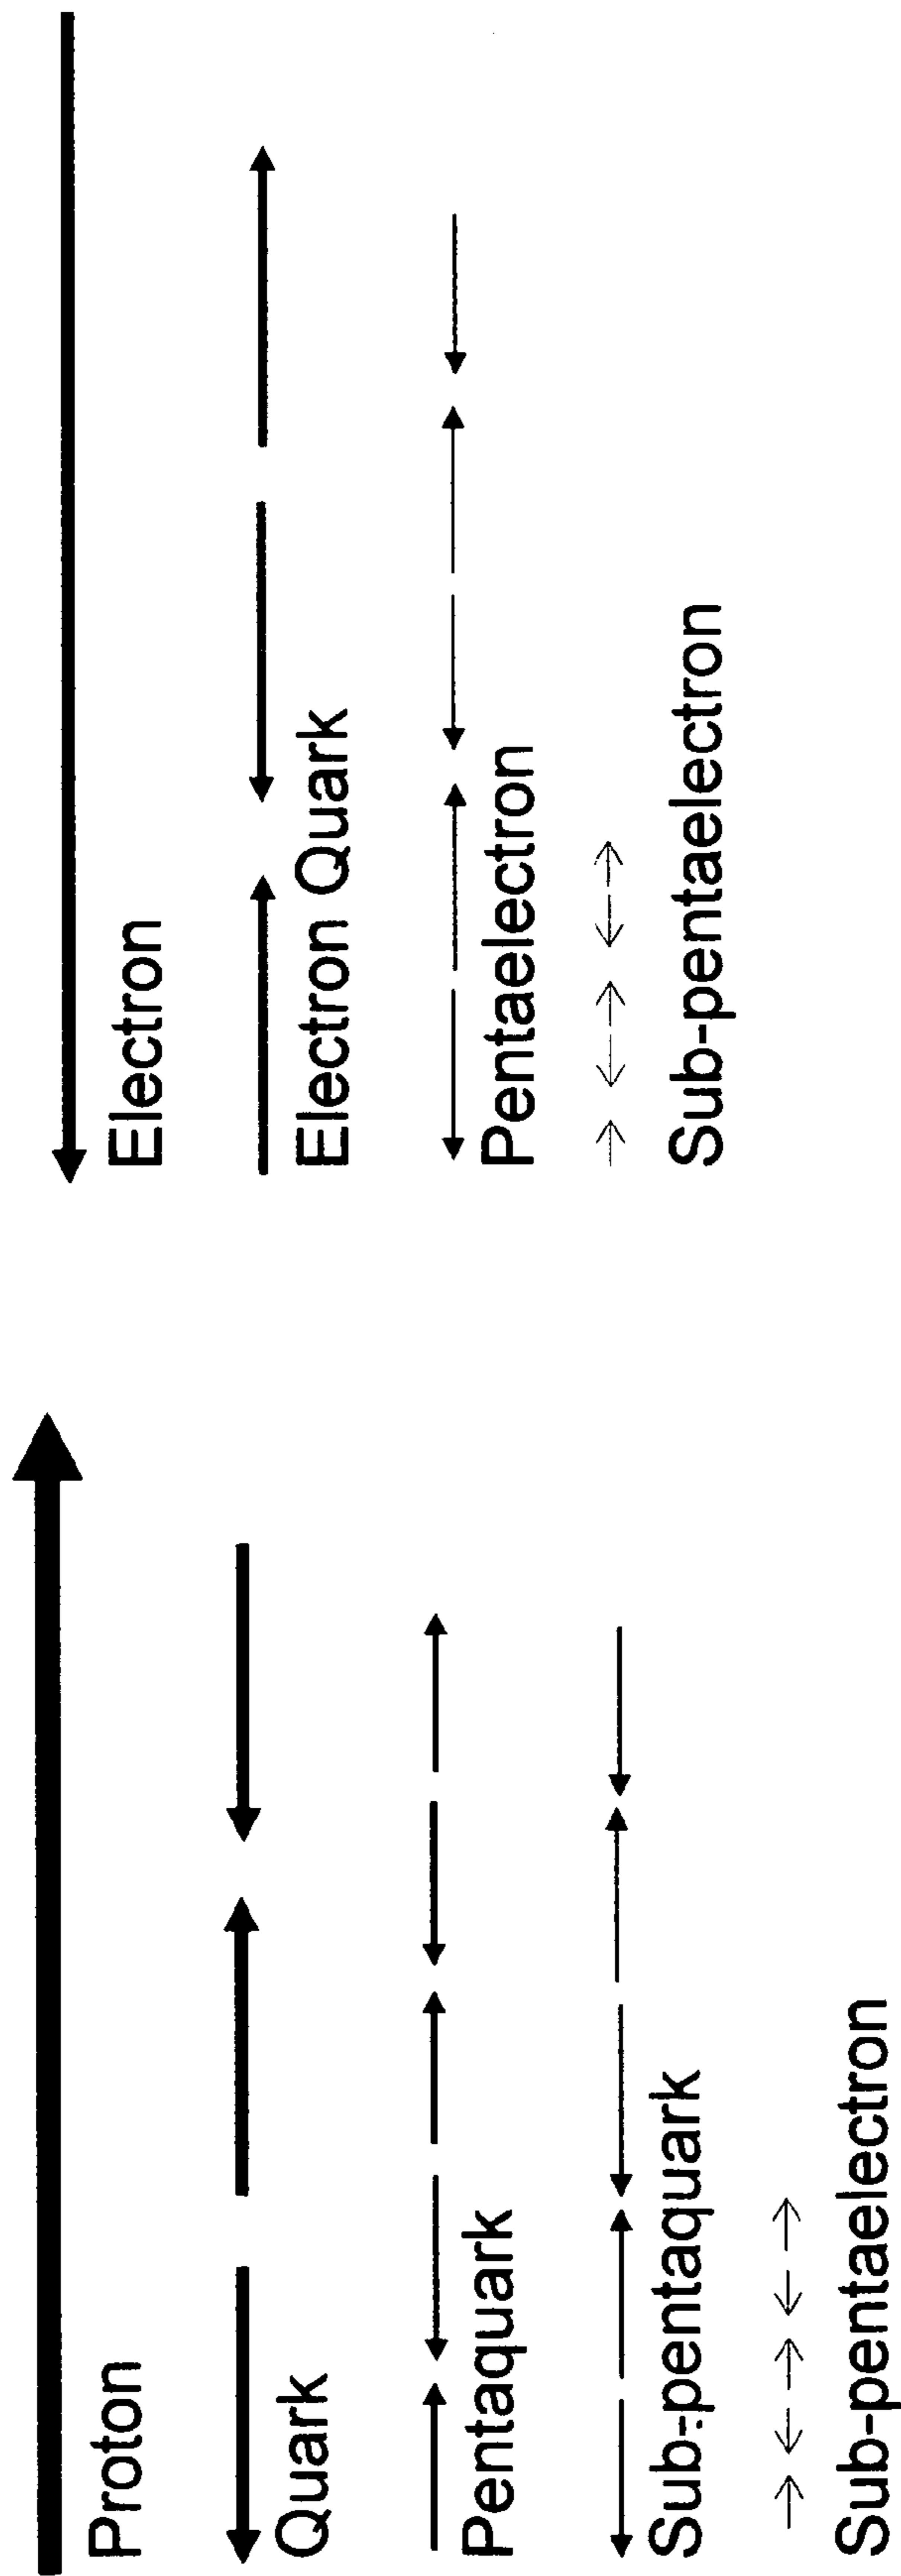 Proton
Quark
Pentaquark
Sub-pentaquark
Sub-pentaelectron
Electron
Electron Quark
Pentaelectron
Sub-pentaelectron